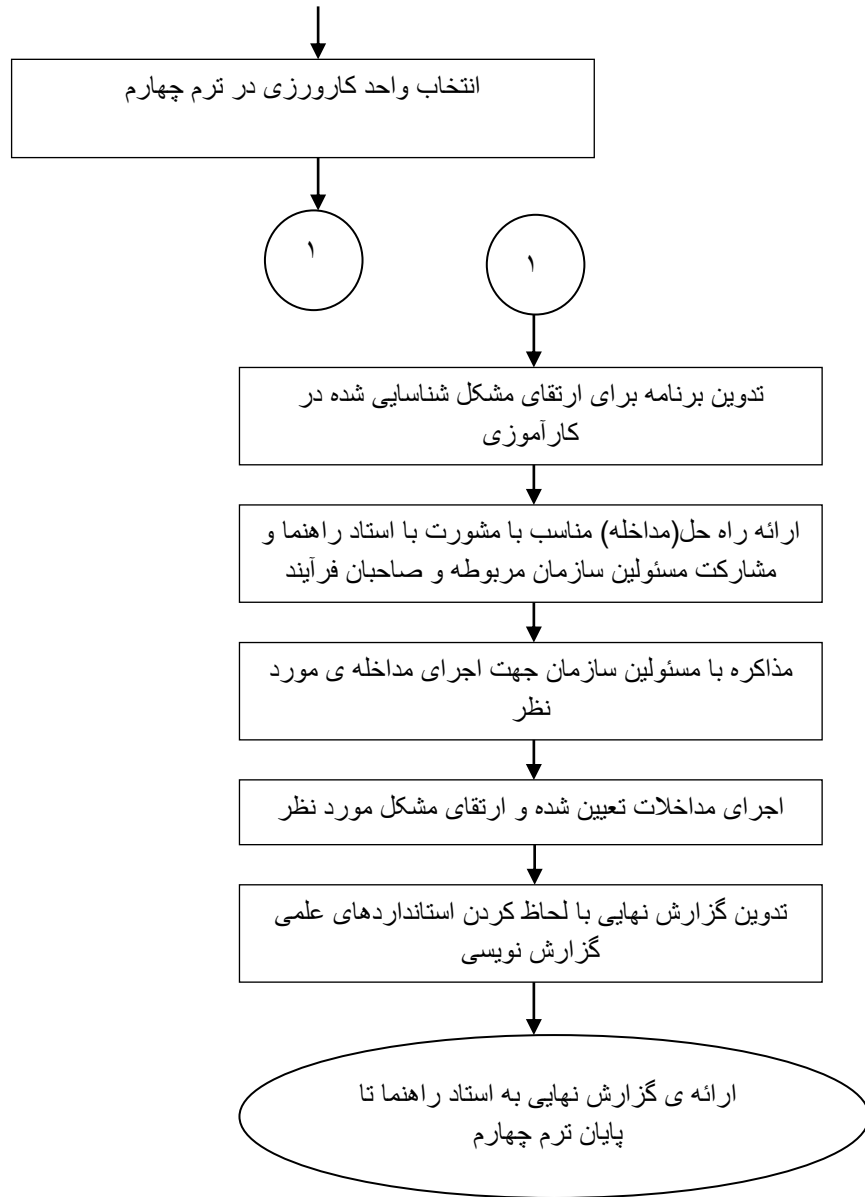 انتخاب واحد کارورزی در ترم چهارم
۱
۱
تدوین برنامه برای ارتقای مشکل شناسایی شده در
کارآموزی
ارائه راه حل(مداخله) مناسب با مشورت با استاد راهنما و
مشارکت مسئولین سازمان مربوطه و صاحبان فرآیند
مذاکره با مسئولین سازمان جهت اجرای مداخله ی مورد
نظر
اجرای مداخلات تعیین شده و ارتقای مشکل مورد نظر
تدوین گزارش نهایی با لحاظ کردن استانداردهای علمی
گزارش نویسی
ارائه ی گزارش نهایی به استاد راهنما تا
پایان ترم چهارم